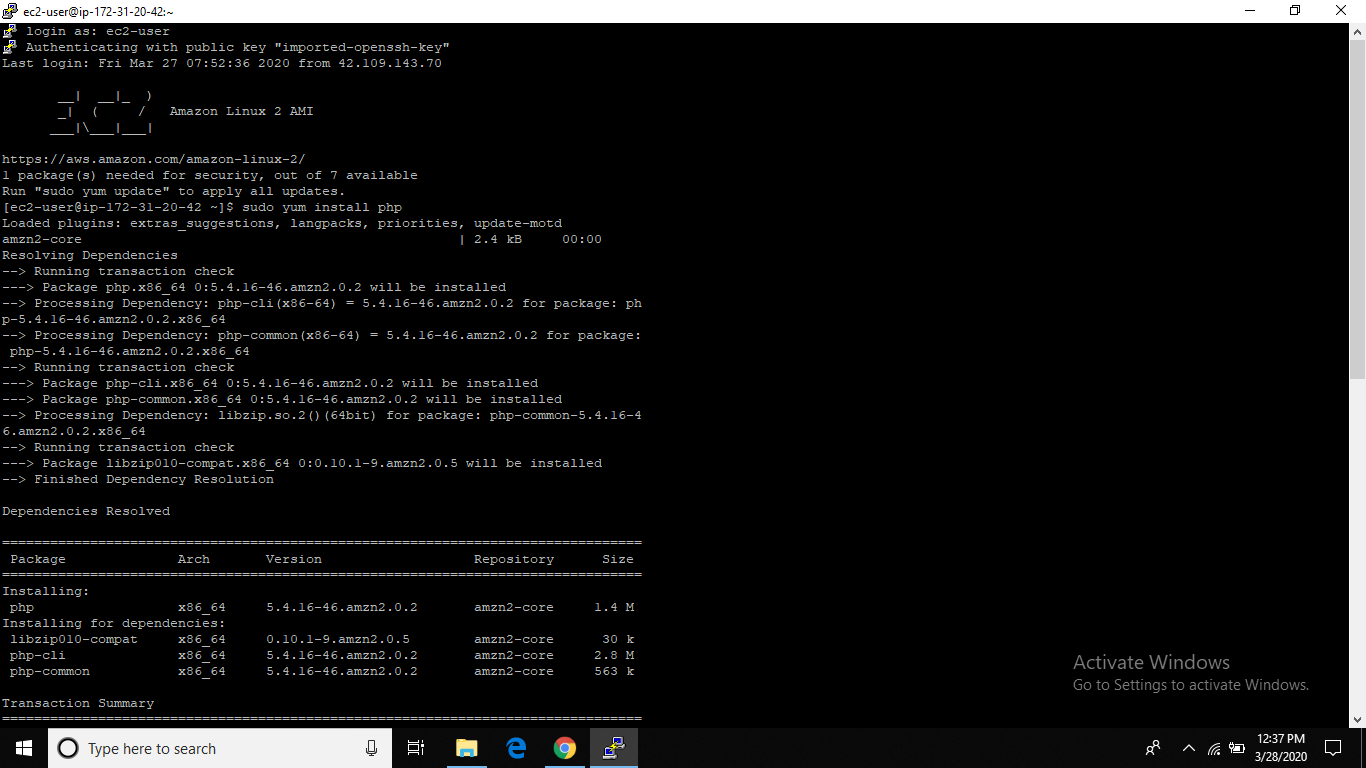 ec2-user@ip-172-31-20-42:~
login as: ec2-user
Authenticating with public key "imported-openssh-key"
Last login: Fri Mar 27 07:52:36 2020 from 42.109.143.70
__|  __|_  )
_|  (     /   Amazon Linux 2 AMI
___|\___|___|
https://aws.amazon.com/amazon-linux-2/
1 package(s) needed for security, out of 7 available
Run "sudo yum update" to apply all updates.
[ec2-user@ip-172-31-20-42 ~]$ sudo yum install php
Loaded plugins: extras_suggestions, langpacks, priorities, update-motd
amzn2-core                                               | 2.4 kB     00:00
Resolving Dependencies
--> Running transaction check
---> Package php.x86_64 0:5.4.16-46.amzn2.0.2 will be installed
--> Processing Dependency: php-cli(x86-64) = 5.4.16-46.amzn2.0.2 for package: ph
p-5.4.16-46.amzn2.0.2.x86_64
--> Processing Dependency: php-common(x86-64) = 5.4.16-46.amzn2.0.2 for package:
php-5.4.16-46.amzn2.0.2.x86_64
--> Running transaction check
---> Package php-cli.x86_64 0:5.4.16-46.amzn2.0.2 will be installed
---> Package php-common.x86_64 0:5.4.16-46.amzn2.0.2 will be installed
--> Processing Dependency: libzip.so.2()(64bit) for package: php-common-5.4.16-4
6.amzn2.0.2.x86_64
--> Running transaction check
---> Package libzip010-compat.x86_64 0:0.10.1-9.amzn2.0.5 will be installed
--> Finished Dependency Resolution
Dependencies Resolved
================================================================================
Package              Arch       Version                   Repository      Size
================================================================================
Installing:
php                  x86_64     5.4.16-46.amzn2.0.2       amzn2-core     1.4 M
Installing for dependencies:
libzip010-compat     x86_64     0.10.1-9.amzn2.0.5        amzn2-core      30 k
php-cli              x86_64     5.4.16-46.amzn2.0.2       amzn2-core     2.8 M
php-common           x86_64     5.4.16-46.amzn2.0.2       amzn2-core     563 k
Transaction Summary
================================================================================
Activate Windows
Go to Settings to activate Windows.
Type here to search
12:37 PM
3/28/2020